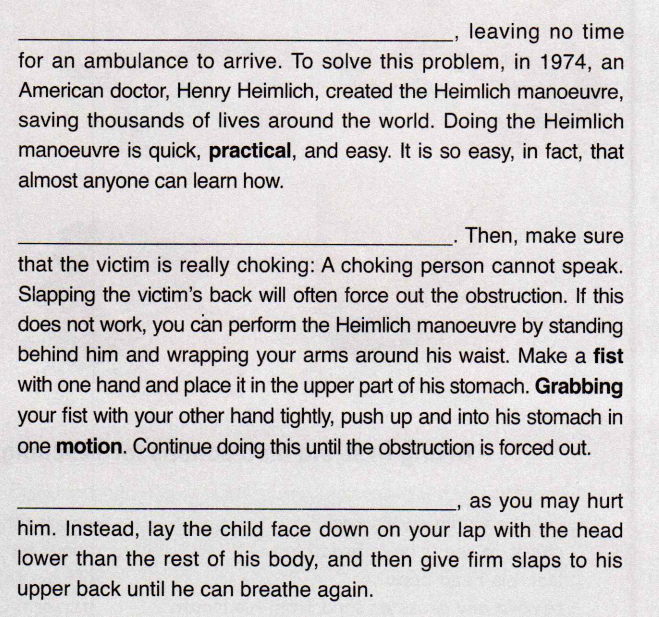 ________________________________________, leaving no time
for an ambulance to arrive. To solve this problem, in 1974, an
American doctor, Henry Heimlich, created the Heimlich manoeuvre,
saving thousands of lives around the world. Doing the Heimlich
manoeuvre is quick, practical, and easy. It is so easy, in fact, that
almost anyone can learn how.
________________________________________. Then, make sure
that the victim is really choking: A choking person cannot speak.
Slapping the victim's back will often force out the obstruction. If this
does not work, you can perform the Heimlich manoeuvre by standing
behind him and wrapping your arms around his waist. Make a fist
with one hand and place it in the upper part of his stomach. Grabbing
your fist with your other hand tightly, push up and into his stomach in
one motion. Continue doing this until the obstruction is forced out.
________________________________________, as you may hurt
him. Instead, lay the child face down on your lap with the head
lower than the rest of his body, and then give firm slaps to his
upper back until he can breathe again.